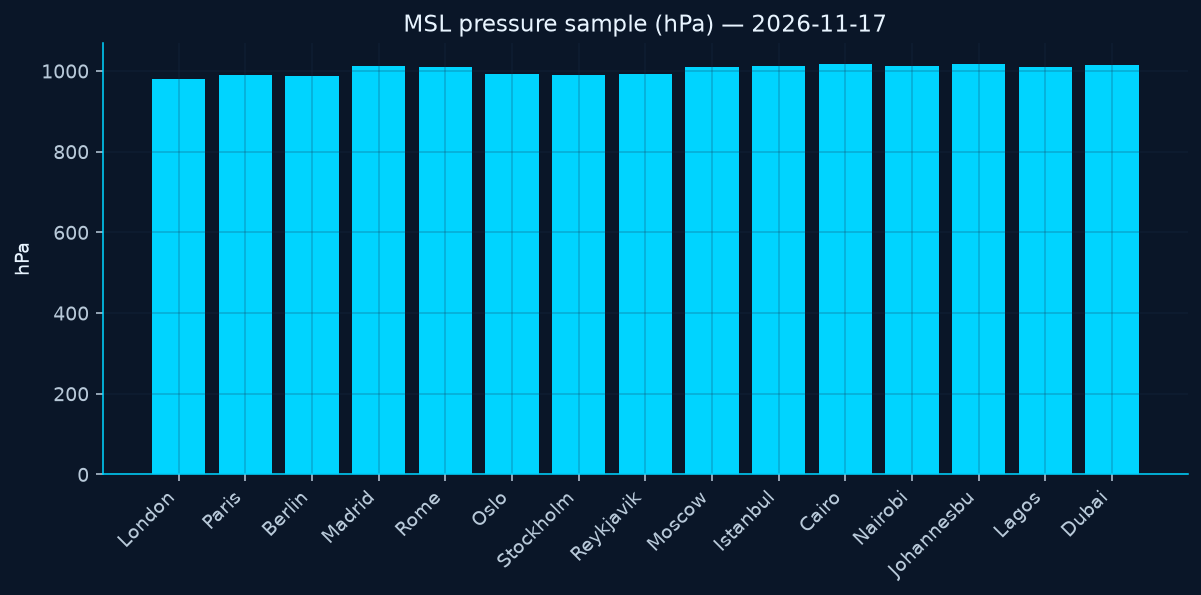 MSL pressure sample (hPa) — 2026-11-17
hPa
1000
800
600
400
200
0
London
Paris
Berlin
Madrid
Rome
Oslo
Stockholm
Reykjavik
Moscow
Istanbul
Cairo
Nairobi
Johannesbu
Lagos
Dubai